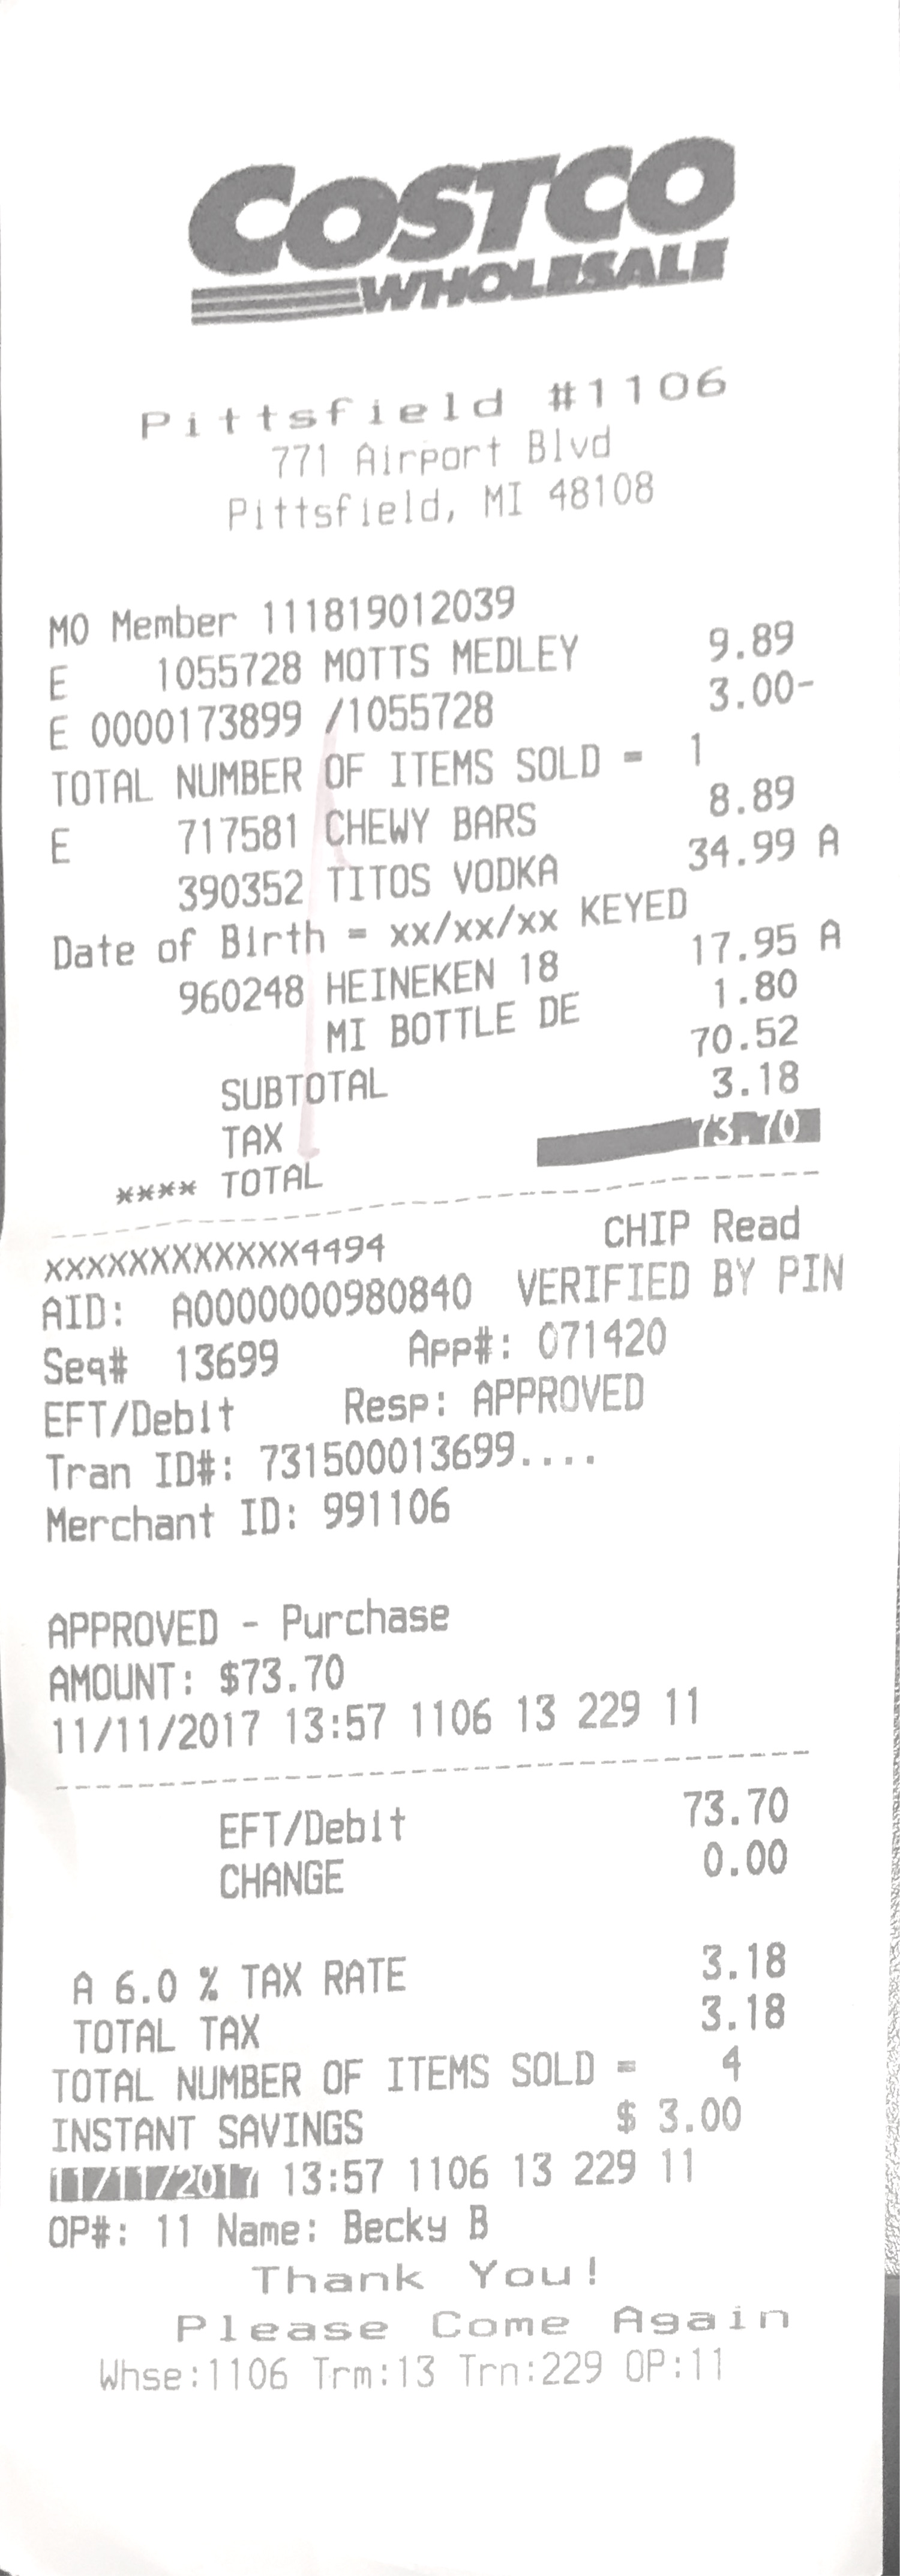 COSTCO
WHOLESALE
Pittsfield #1106
771 Airport Blvd
Pittsfield, MI 48108
MO Member 111819012039
E 1055728 MOTTS MEDLEY 9.89
E 0000173899 /1055728 3.00-
TOTAL NUMBER OF ITEMS SOLD = 1
E 717581 CHEWY BARS 8.89
390352 TITOS VODKA 34.99 A
Date of Birth = xx/xx/xx KEYED
960248 HEINEKEN 18 17.95 A
MI BOTTLE DE 1.80
SUBTOTAL 70.52
TAX 3.18
**** TOTAL 73.70
XXXXXXXXXXXX4494 CHIP Read
AID: A0000000980840 VERIFIED BY PIN
Seq# 13699 App#: 071420
EFT/Debit Resp: APPROVED
Tran ID#: 731500013699....
Merchant ID: 991106
APPROVED - Purchase
AMOUNT: $73.70
11/11/2017 13:57 1106 13 229 11
EFT/Debit 73.70
CHANGE 0.00
A 6.0 % TAX RATE 3.18
TOTAL TAX 3.18
TOTAL NUMBER OF ITEMS SOLD = 4
INSTANT SAVINGS $ 3.00
11/11/2017 13:57 1106 13 229 11
OP#: 11 Name: Becky B
Thank You!
Please Come Again
Whse:1106 Trm:13 Trn:229 OP:11